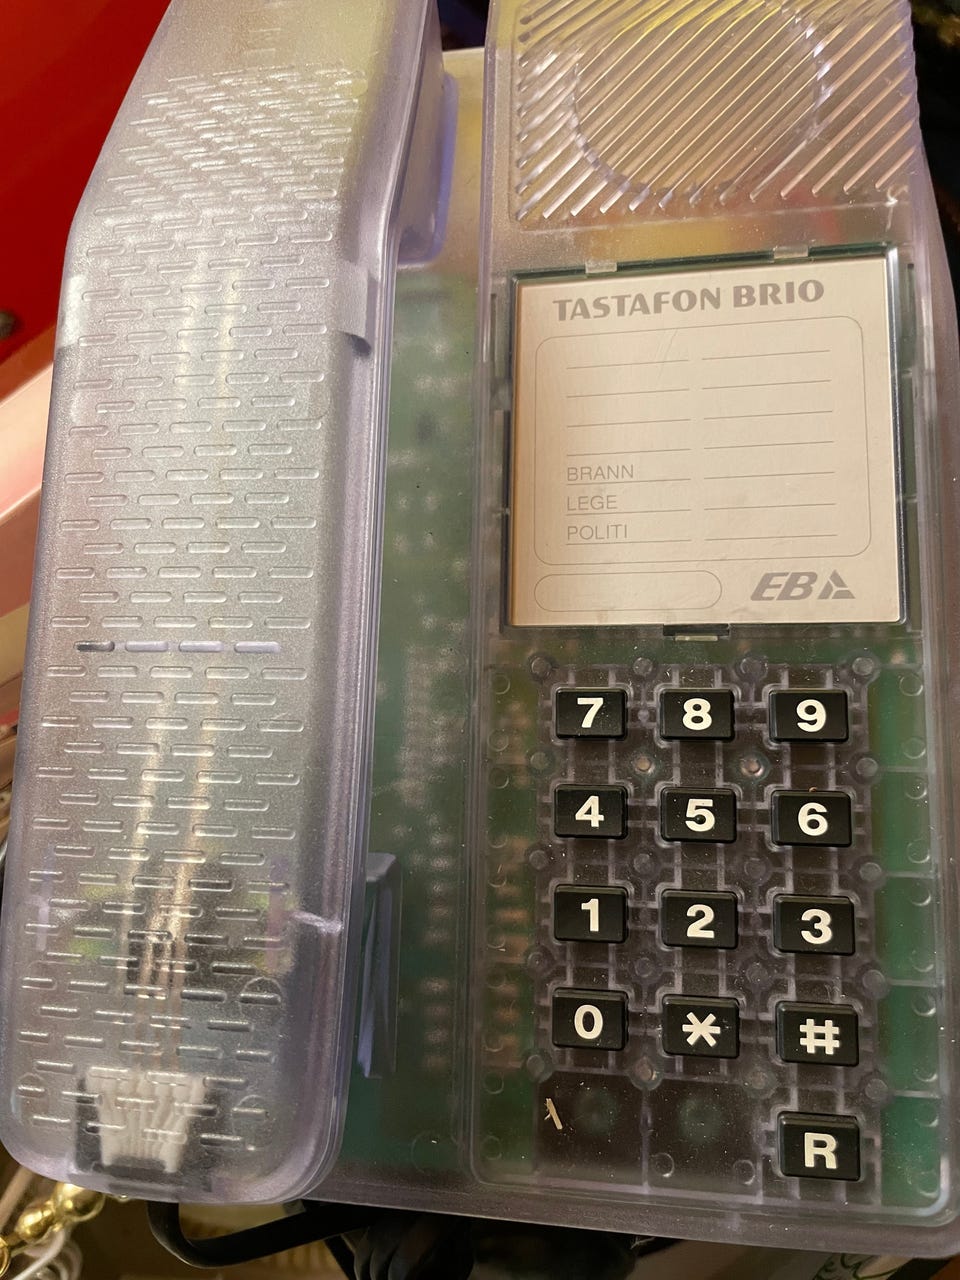 TASTAFON BRIO
BRANN
LEGE
POLITI
EB
7 8 9
4 5 6
1 2 3
0 * #
R